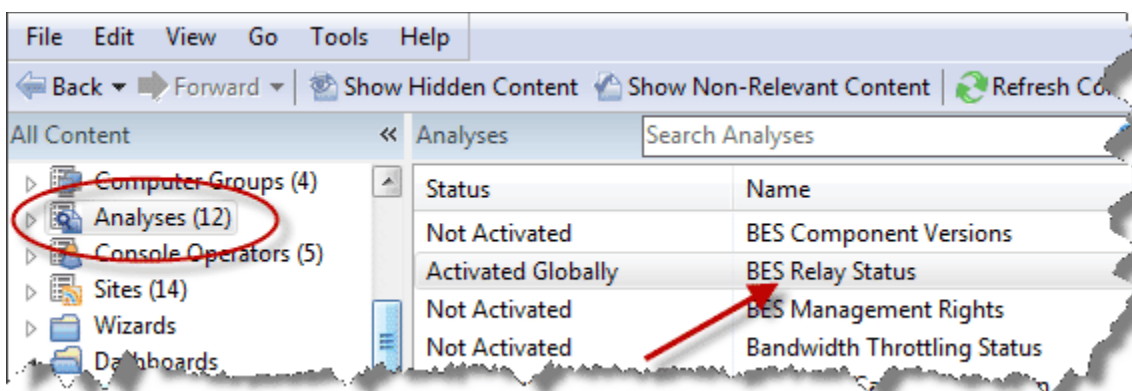 File Edit View Go Tools Help
Back Forward Show Hidden Content Show Non-Relevant Content Refresh
All Content « Analyses Search Analyses
Computer Groups (4)
Analyses (12)
Console Operators (5)
Sites (14)
Wizards
Dashboards
Status Name
Not Activated BES Component Versions
Activated Globally BES Relay Status
Not Activated BES Management Rights
Not Activated Bandwidth Throttling Status